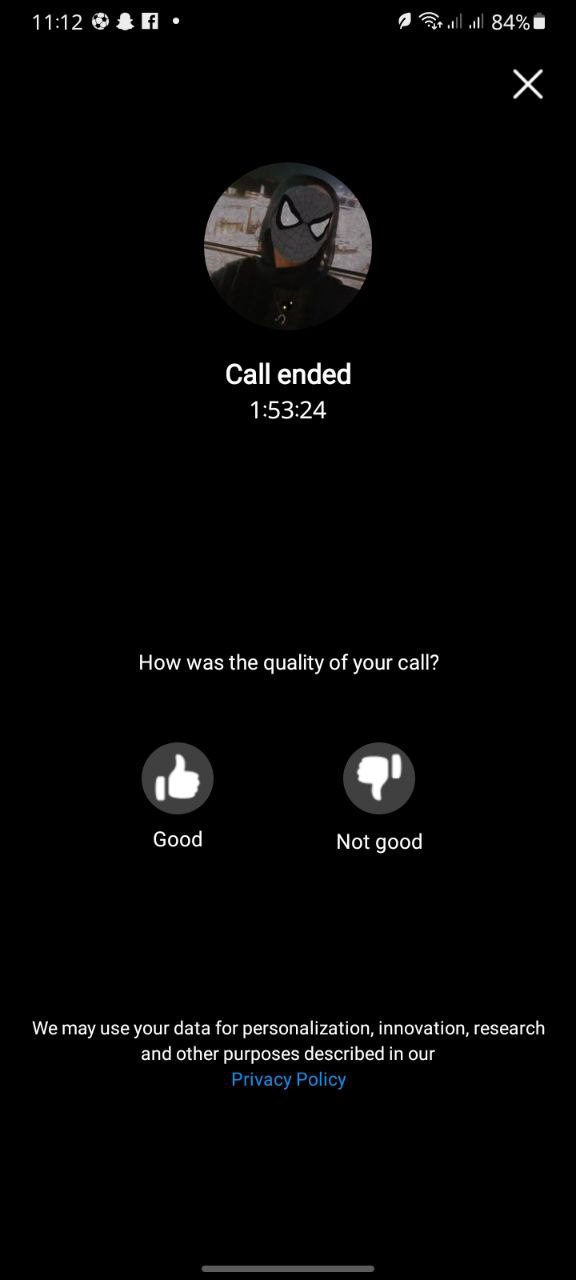 11:12 84%
Call ended
1:53:24
How was the quality of your call?
Good Not good
We may use your data for personalization, innovation, research
and other purposes described in our
Privacy Policy